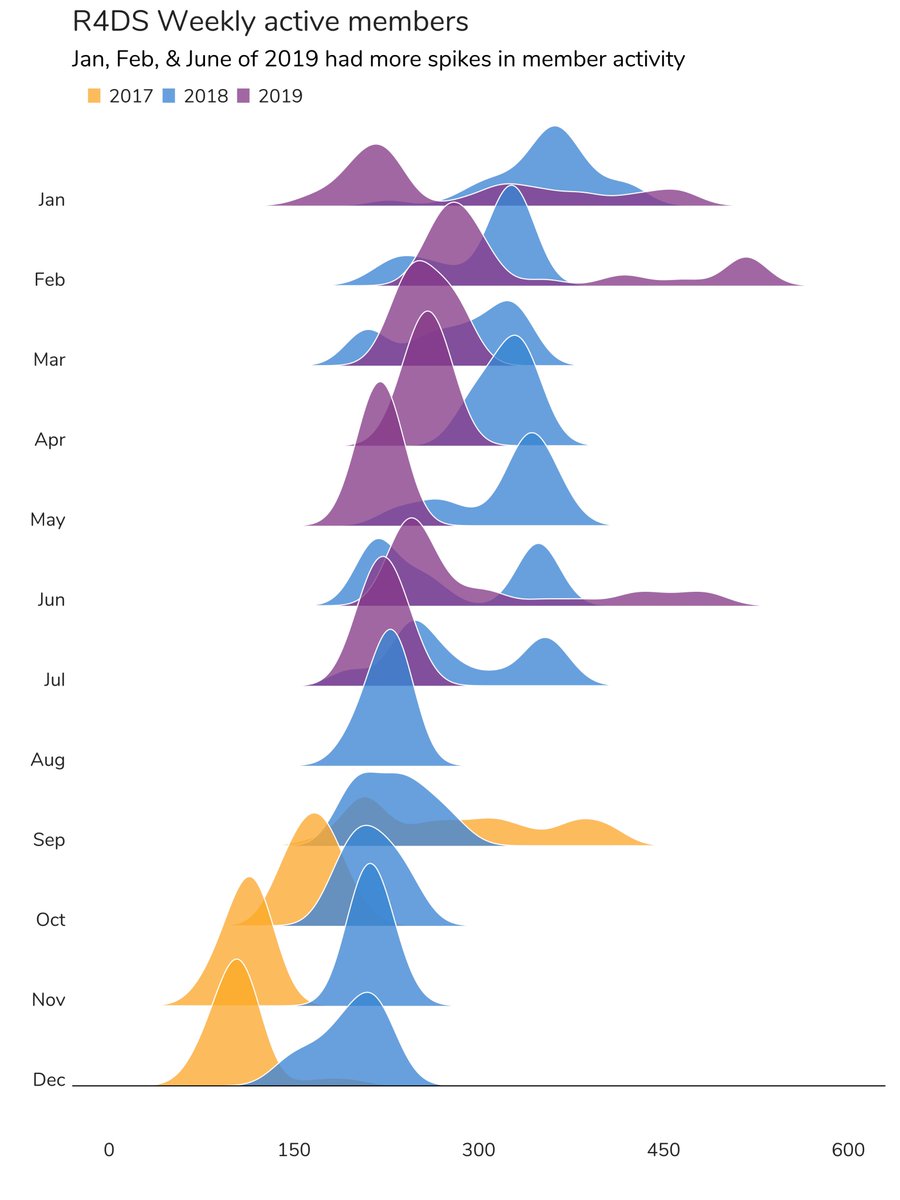 R4DS Weekly active members
Jan, Feb, & June of 2019 had more spikes in member activity
2017 2018 2019
Jan
Feb
Mar
Apr
May
Jun
Jul
Aug
Sep
Oct
Nov
Dec
0 150 300 450 600